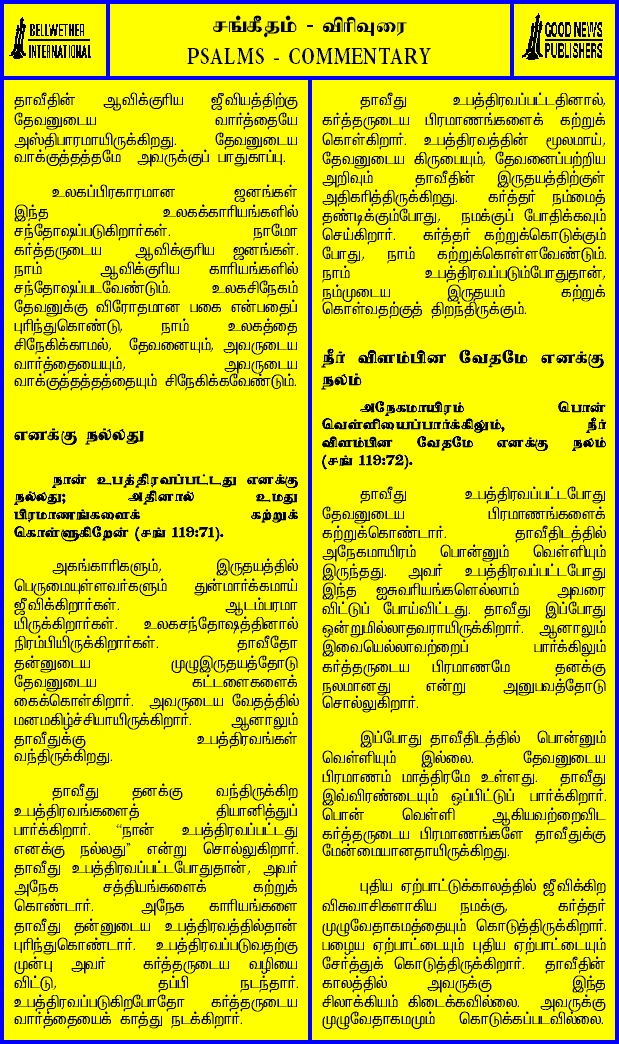 BELLWETHER
INTERNATIONAL
சங்கீதம் - விரிவுரை
PSALMS - COMMENTARY
GOOD NEWS
PUBLISHERS
தாவீதின் ஆவிக்குரிய ஜீவியத்திற்கு
தேவனுடைய வார்த்தையே
அஸ்திபாரமாயிருக்கிறது. தேவனுடைய
வாக்குத்தத்தமே அவருக்குப் பாதுகாப்பு.
உலகப்பிரகாரமான ஜனங்கள்
இந்த உலகக்காரியங்களில்
சந்தோஷப்படுகிறார்கள். நாமோ
கர்த்தருடைய ஆவிக்குரிய ஜனங்கள்.
நாம் ஆவிக்குரிய காரியங்களில்
சந்தோஷப்படவேண்டும். உலகசிநேகம்
தேவனுக்கு விரோதமான பகை என்பதைப்
புரிந்துகொண்டு, நாம் உலகத்தை
சிநேகிக்காமல், தேவனையும், அவருடைய
வார்த்தையையும், அவருடைய
வாக்குத்தத்தத்தையும் சிநேகிக்கவேண்டும்.
எனக்கு நல்லது
நான் உபத்திரவப்பட்டது எனக்கு
நல்லது; அதினால் உமது
பிரமாணங்களைக் கற்றுக்
கொள்ளுகிறேன் (சங் 119:71).
அகங்காரிகளும், இருதயத்தில்
பெருமையுள்ளவர்களும் துன்மார்க்கமாய்
ஜீவிக்கிறார்கள். ஆடம்பரமா
யிருக்கிறார்கள். உலகசந்தோஷத்தினால்
நிரம்பியிருக்கிறார்கள். தாவீதோ
தன்னுடைய முழுஇருதயத்தோடு
தேவனுடைய கட்டளைகளைக்
கைக்கொள்கிறார். அவருடைய வேதத்தில்
மனமகிழ்ச்சியாயிருக்கிறார். ஆனாலும்
தாவீதுக்கு உபத்திரவங்கள்
வந்திருக்கிறது.
தாவீது தனக்கு வந்திருக்கிற
உபத்திரவங்களைத் தியானித்துப்
பார்க்கிறார். “நான் உபத்திரவப்பட்டது
எனக்கு நல்லது” என்று சொல்லுகிறார்.
தாவீது உபத்திரவப்பட்டபோதுதான், அவர்
அநேக சத்தியங்களைக் கற்றுக்
கொண்டார். அநேக காரியங்களை
தாவீது தன்னுடைய உபத்திரவத்தில்தான்
புரிந்துகொண்டார். உபத்திரவப்படுவதற்கு
முன்பு அவர் கர்த்தருடைய வழியை
விட்டு, தப்பி நடந்தார்.
உபத்திரவப்படுகிறபோதோ கர்த்தருடைய
வார்த்தையைக் காத்து நடக்கிறார்.
தாவீது உபத்திரவப்பட்டதினால்,
கர்த்தருடைய பிரமாணங்களைக் கற்றுக்
கொள்கிறார். உபத்திரவத்தின் மூலமாய்,
தேவனுடைய கிருபையும், தேவனைப்பற்றிய
அறிவும் தாவீதின் இருதயத்திற்குள்
அதிகரித்திருக்கிறது. கர்த்தர் நம்மைத்
தண்டிக்கும்போது, நமக்குப் போதிக்கவும்
செய்கிறார். கர்த்தர் கற்றுக்கொடுக்கும்
போது, நாம் கற்றுக்கொள்ளவேண்டும்.
நாம் உபத்திரவப்படும்போதுதான்,
நம்முடைய இருதயம் கற்றுக்
கொள்வதற்குத் திறந்திருக்கும்.
நீர் விளம்பின வேதமே எனக்கு
நலம்
அநேகமாயிரம் பொன்
வெள்ளியைப்பார்க்கிலும், நீர்
விளம்பின வேதமே எனக்கு நலம்
(சங் 119:72).
தாவீது உபத்திரவப்பட்டபோது
தேவனுடைய பிரமாணங்களைக்
கற்றுக்கொண்டார். தாவீதிடத்தில்
அநேகமாயிரம் பொன்னும் வெள்ளியும்
இருந்தது. அவர் உபத்திரவப்பட்டபோது
இந்த ஐசுவரியங்களெல்லாம் அவரை
விட்டுப் போய்விட்டது. தாவீது இப்போது
ஒன்றுமில்லாதவராயிருக்கிறார். ஆனாலும்
இவையெல்லாவற்றைப் பார்க்கிலும்
கர்த்தருடைய பிரமாணமே தனக்கு
நலமானது என்று அனுபவத்தோடு
சொல்லுகிறார்.
இப்போது தாவீதிடத்தில் பொன்னும்
வெள்ளியும் இல்லை. தேவனுடைய
பிரமாணம் மாத்திரமே உள்ளது. தாவீது
இவ்விரண்டையும் ஒப்பிட்டுப் பார்க்கிறார்.
பொன் வெள்ளி ஆகியவற்றைவிட
கர்த்தருடைய பிரமாணங்களே தாவீதுக்கு
மேன்மையானதாயிருக்கிறது.
புதிய ஏற்பாட்டுக்காலத்தில் ஜீவிக்கிற
விசுவாசிகளாகிய நமக்கு, கர்த்தர்
முழுவேதாகமத்தையும் கொடுத்திருக்கிறார்.
பழைய ஏற்பாட்டையும் புதிய ஏற்பாட்டையும்
சேர்த்துக் கொடுத்திருக்கிறார். தாவீதின்
காலத்தில் அவருக்கு இந்த
சிலாக்கியம் கிடைக்கவில்லை. அவருக்கு
முழுவேதாகமமும் கொடுக்கப்படவில்லை.